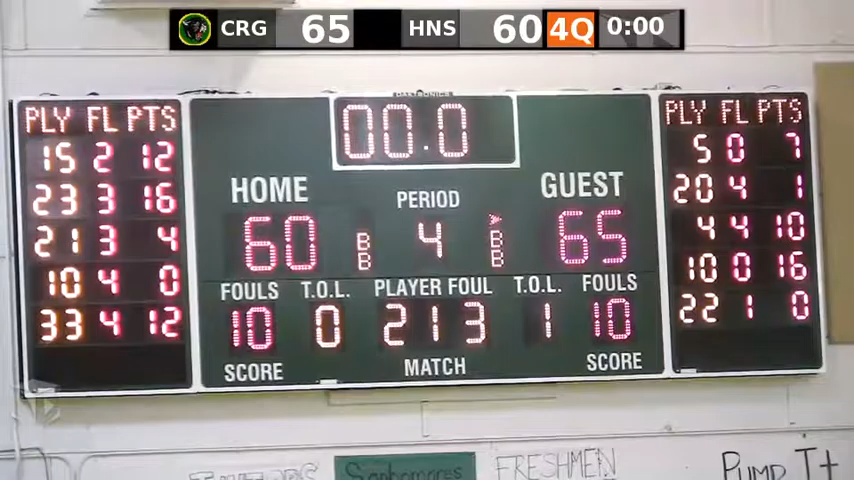 CRG 65 HNS 60 4Q 0:00
DAKTRONICS
PLY FL PTS
15 2 12
23 3 16
21 3 4
10 4 0
33 4 12
00.0
HOME PERIOD GUEST
60 B B 4 B B 65
FOULS T.O.L. PLAYER FOUL T.O.L. FOULS
10 0 213 1 10
SCORE MATCH SCORE
PLY FL PTS
5 0 7
20 4 1
4 4 10
10 0 16
22 1 0
Sophomores FRESHMEN PUMP IT